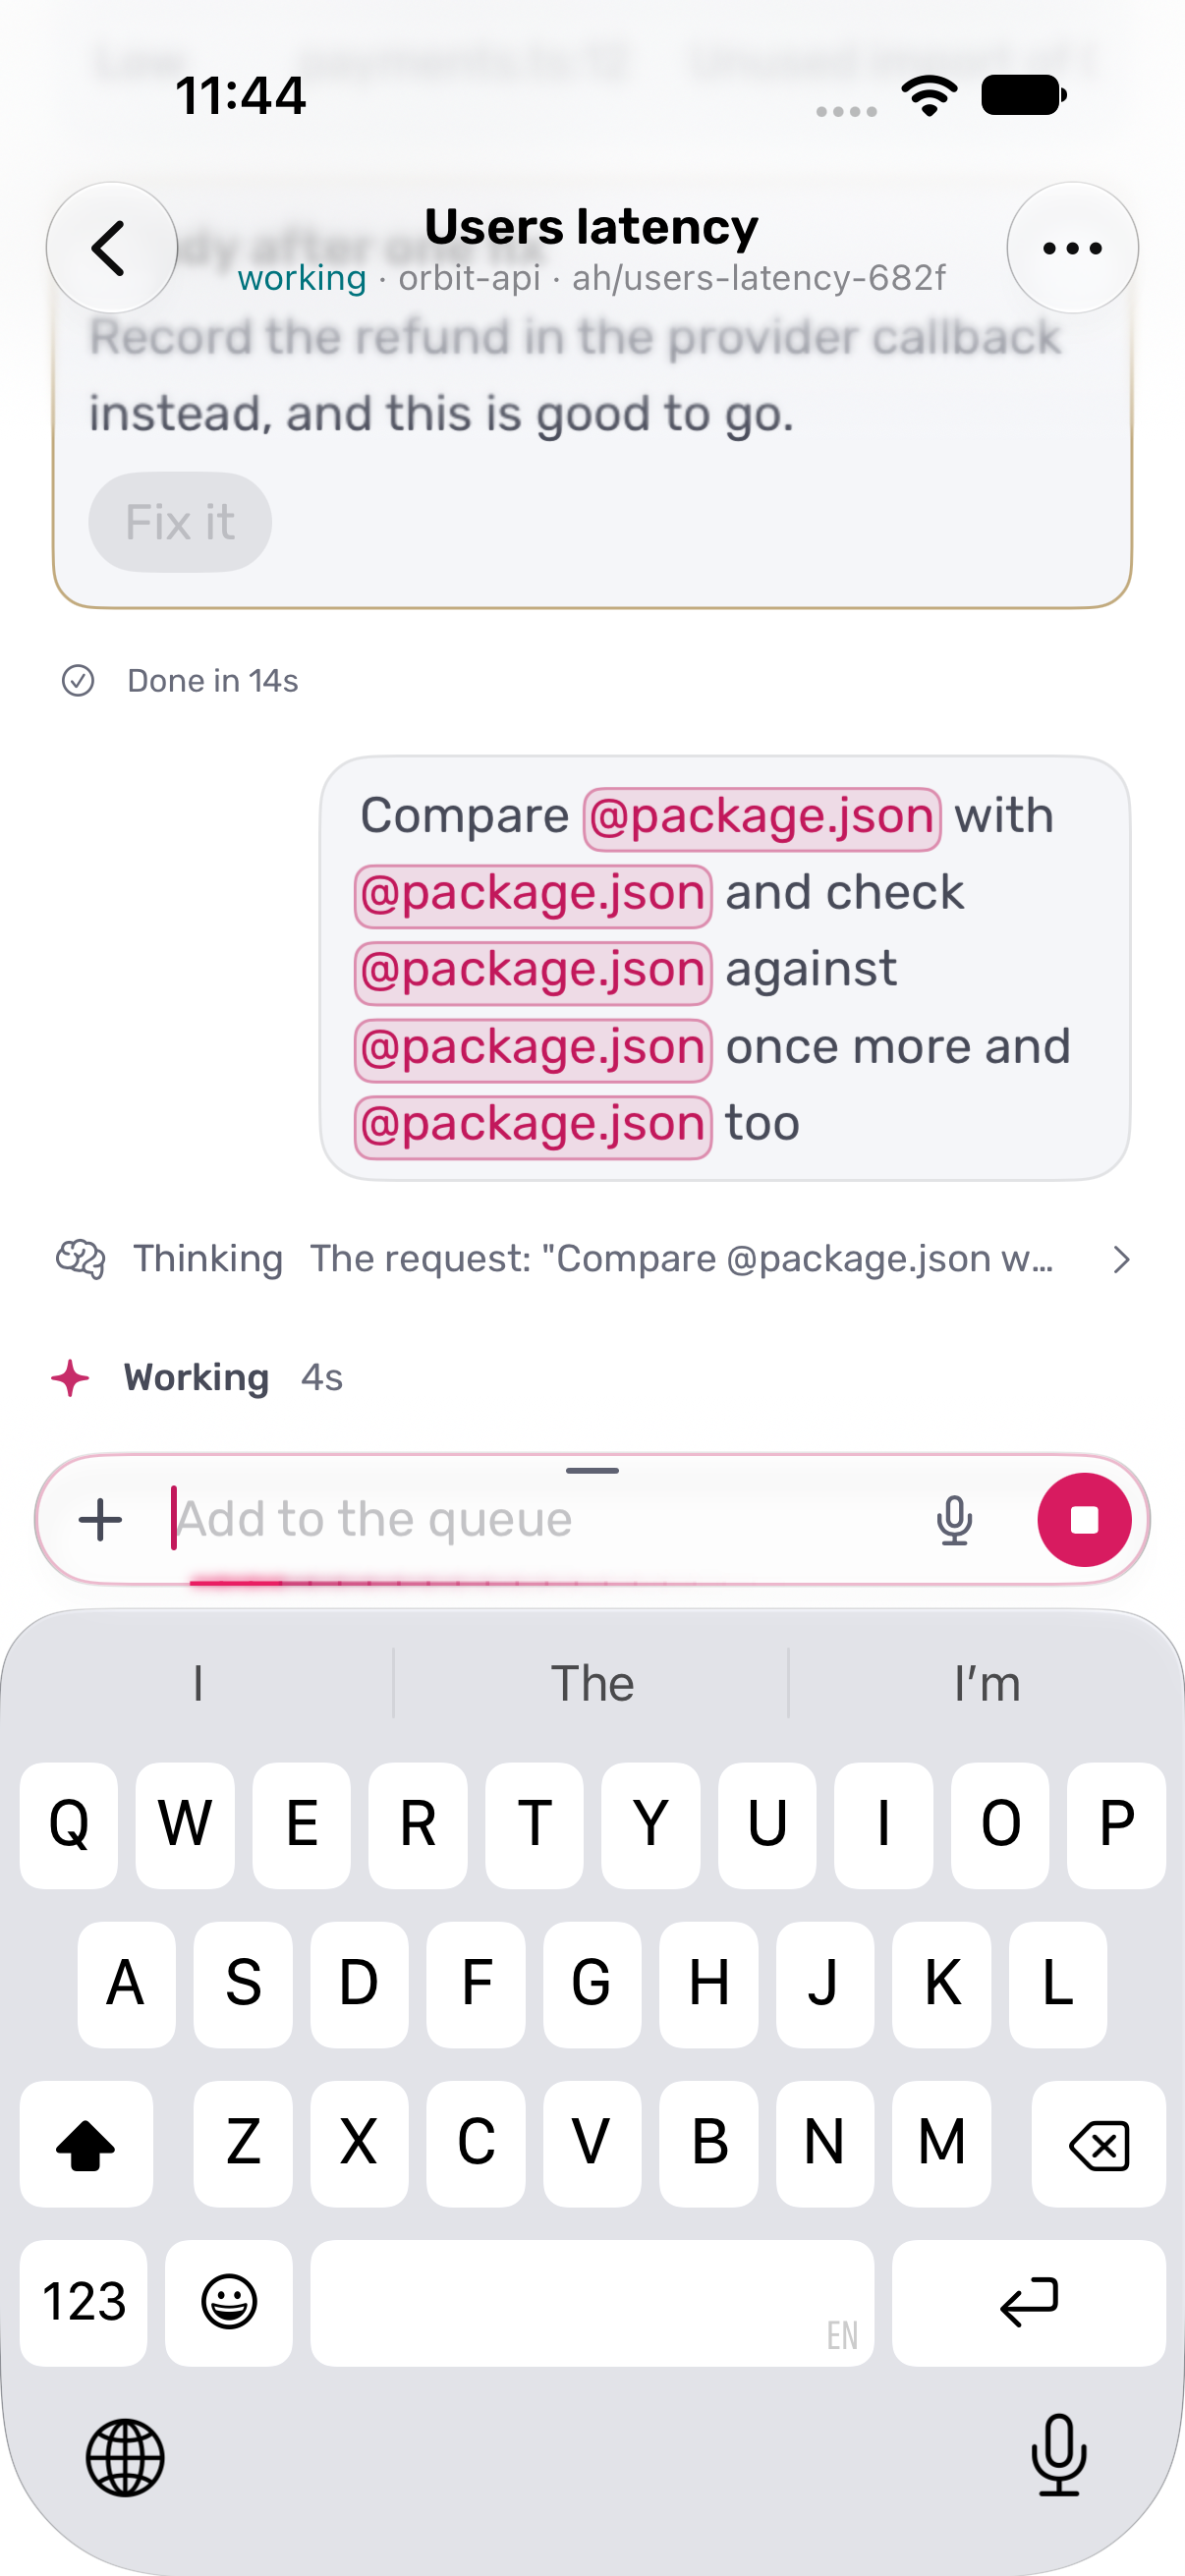 11:44
Users latency
working · orbit-api · ah/users-latency-682f
Record the refund in the provider callback
instead, and this is good to go.
Fix it
Done in 14s
Compare @package.json with
@package.json and check
@package.json against
@package.json once more and
@package.json too
Thinking The request: "Compare @package.json w...
Working 4s
Add to the queue
I The I'm
Q W E R T Y U I O P
A S D F G H J K L
Z X C V B N M
123 EN